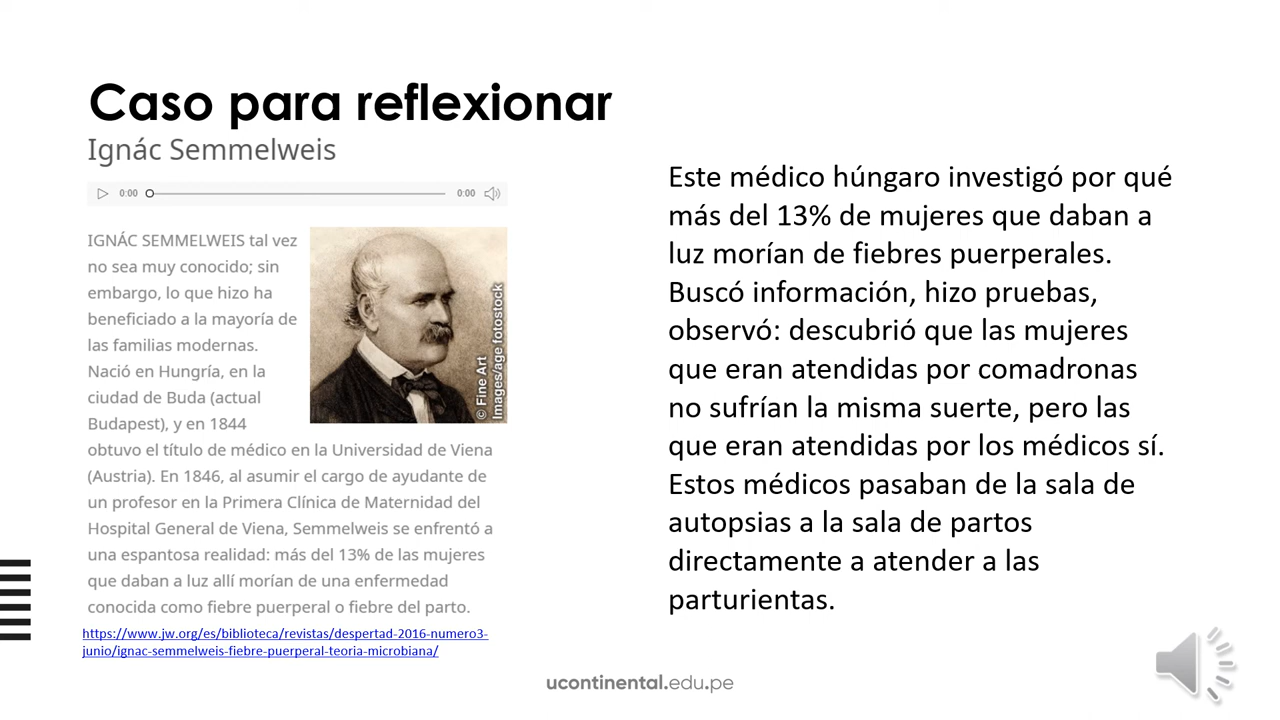 Caso para reflexionar
Ignác Semmelweis
0:00
0:00
IGNÁC SEMMELWEIS tal vez
no sea muy conocido; sin
embargo, lo que hizo ha
beneficiado a la mayoría de
las familias modernas.
Nació en Hungría, en la
ciudad de Buda (actual
Budapest), y en 1844
obtuvo el título de médico en la Universidad de Viena
(Austria). En 1846, al asumir el cargo de ayudante de
un profesor en la Primera Clínica de Maternidad del
Hospital General de Viena, Semmelweis se enfrentó a
una espantosa realidad: más del 13% de las mujeres
que daban a luz allí morían de una enfermedad
conocida como fiebre puerperal o fiebre del parto.
© Fine Art
Images/age fotostock
https://www.jw.org/es/biblioteca/revistas/despertad-2016-numero3-
junio/ignac-semmelweis-fiebre-puerperal-teoria-microbiana/
Este médico húngaro investigó por qué
más del 13% de mujeres que daban a
luz morían de fiebres puerperales.
Buscó información, hizo pruebas,
observó: descubrió que las mujeres
que eran atendidas por comadronas
no sufrían la misma suerte, pero las
que eran atendidas por los médicos sí.
Estos médicos pasaban de la sala de
autopsias a la sala de partos
directamente a atender a las
parturientas.
ucontinental.edu.pe